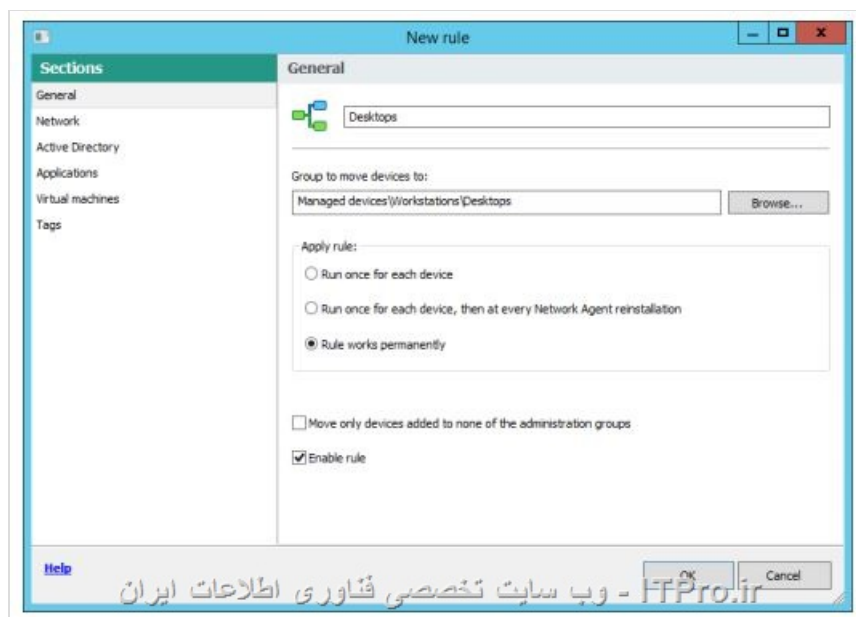 New rule
Sections
General
Network
Active Directory
Applications
Virtual machines
Tags
General
Desktops
Group to move devices to:
Managed devices\Workstations\Desktops
Browse...
Apply rule:
Run once for each device
Run once for each device, then at every Network Agent reinstallation
Rule works permanently
Move only devices added to none of the administration groups
Enable rule
Help
OK
Cancel
ITPro.ir - وب سایت تخصصی فناوری اطلاعات ایران